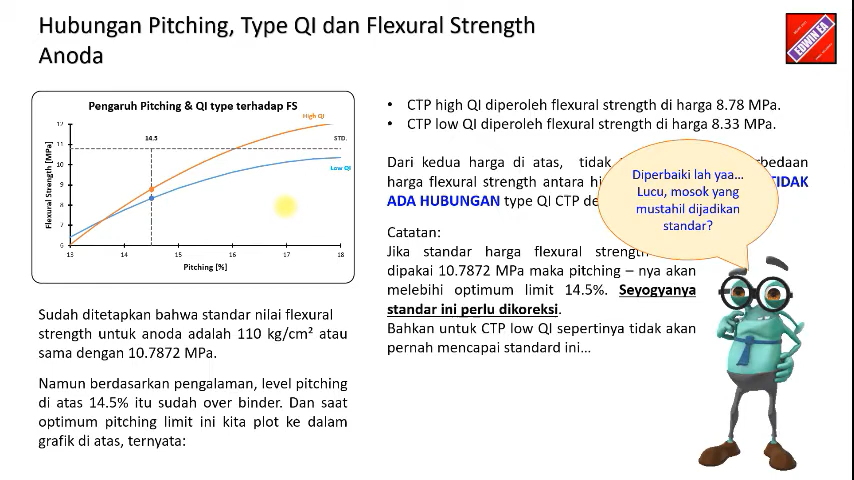 Hubungan Pitching, Type QI dan Flexural Strength
Anoda
EDWIN EA
Pengaruh Pitching & QI type terhadap FS
High QI
12
14.5
STD.
11
10
Low QI
9
8
7
6
Flexural Strength [MPa]
13
14
15
16
17
18
Pitching [%]
Sudah ditetapkan bahwa standar nilai flexural
strength untuk anoda adalah 110 kg/cm² atau
sama dengan 10.7872 MPa.
Namun berdasarkan pengalaman, level pitching
di atas 14.5% itu sudah over binder. Dan saat
optimum pitching limit ini kita plot ke dalam
grafik di atas, ternyata:
• CTP high QI diperoleh flexural strength di harga 8.78 MPa.
• CTP low QI diperoleh flexural strength di harga 8.33 MPa.
Dari kedua harga di atas, tidak
harga flexural strength antara TIDAK
ADA HUBUNGAN type QI CTP
Catatan:
Jika standar harga flexural
dipakai 10.7872 MPa maka pitching – nya akan
melebihi optimum limit 14.5%. Seyogyanya
standar ini perlu dikoreksi.
Bahkan untuk CTP low QI sepertinya tidak akan
pernah mencapai standard ini...
Diperbaiki lah yaa...
Lucu, mosok yang
mustahil dijadikan
standar?